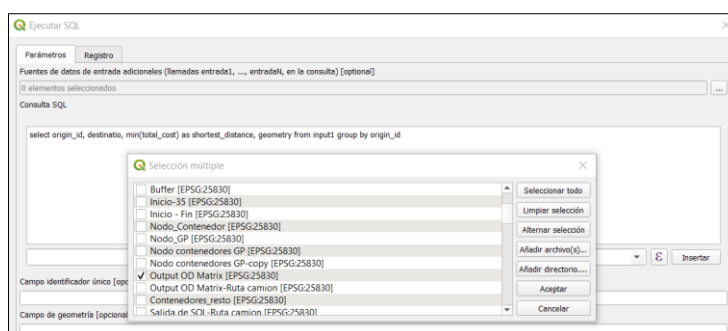 Ejecutar SQL
Parámetros Registro
Fuentes de datos de entrada adicionales (llamadas entrada1, ..., entradaN, en la consulta) [optional]
0 elementos seleccionados ...
Consulta SQL
select origin_id, destinatio, min(total_cost) as shortest_distance, geometry from input1 group by origin_id
Selección múltiple
Buffer [EPSG:25830]
Seleccionar todo
Inicio-35 [EPSG:25830]
Inicio - Fin [EPSG:25830]
Limpiar selección
Nodo_Contenedor [EPSG:25830]
Alternar selección
Nodo_GP [EPSG:25830]
Nodo contenedores GP [EPSG:25830]
Añadir archivo(s)...
ε Insertar
Nodo contenedores GP-copy [EPSG:25830]
Añadir directorio....
Campo identificador único [opc
Output OD Matrix [EPSG:25830]
Output OD Matrix-Ruta camion [EPSG:25830]
Aceptar
Contenedores_resto [EPSG:25830]
Cancelar
Campo de geometría [opcional
Salida de SQL-Ruta camion [EPSG:25830]